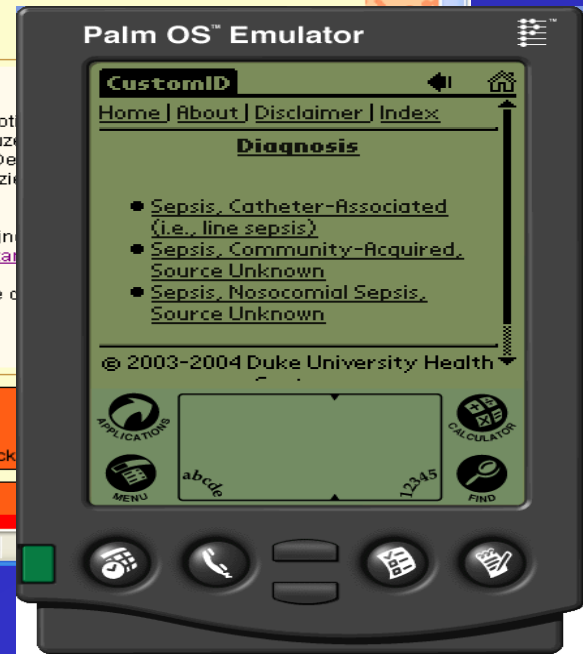 Palm OS™ Emulator
CustomID
Home | About | Disclaimer | Index
Diagnosis
Sepsis, Catheter-Associated
(i.e., line sepsis)
Sepsis, Community-Acquired,
Source Unknown
Sepsis, Nosocomial Sepsis,
Source Unknown
© 2003-2004 Duke University Health
APPLICATIONS
CALCULATOR
MENU
abcde
12345
FIND